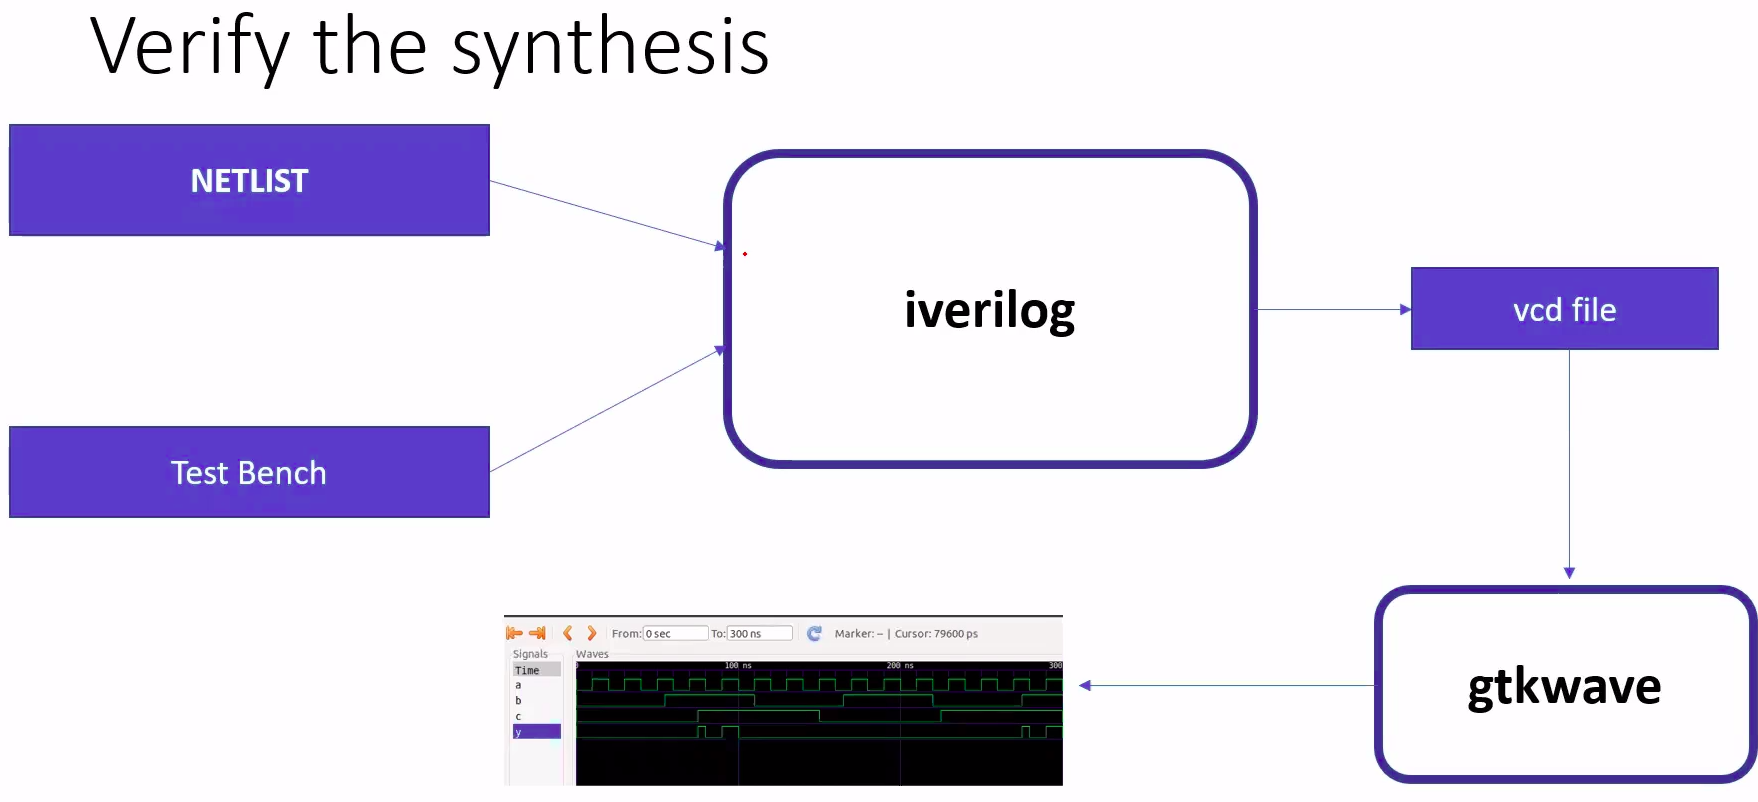 Verify the synthesis
NETLIST
iverilog
vcd file
Test Bench
From: 0 sec To: 300 ns Marker: -- | Cursor: 79600 ps
Signals
Waves
Time
100 ns 200 ns 300
a
b
c
y
gtkwave